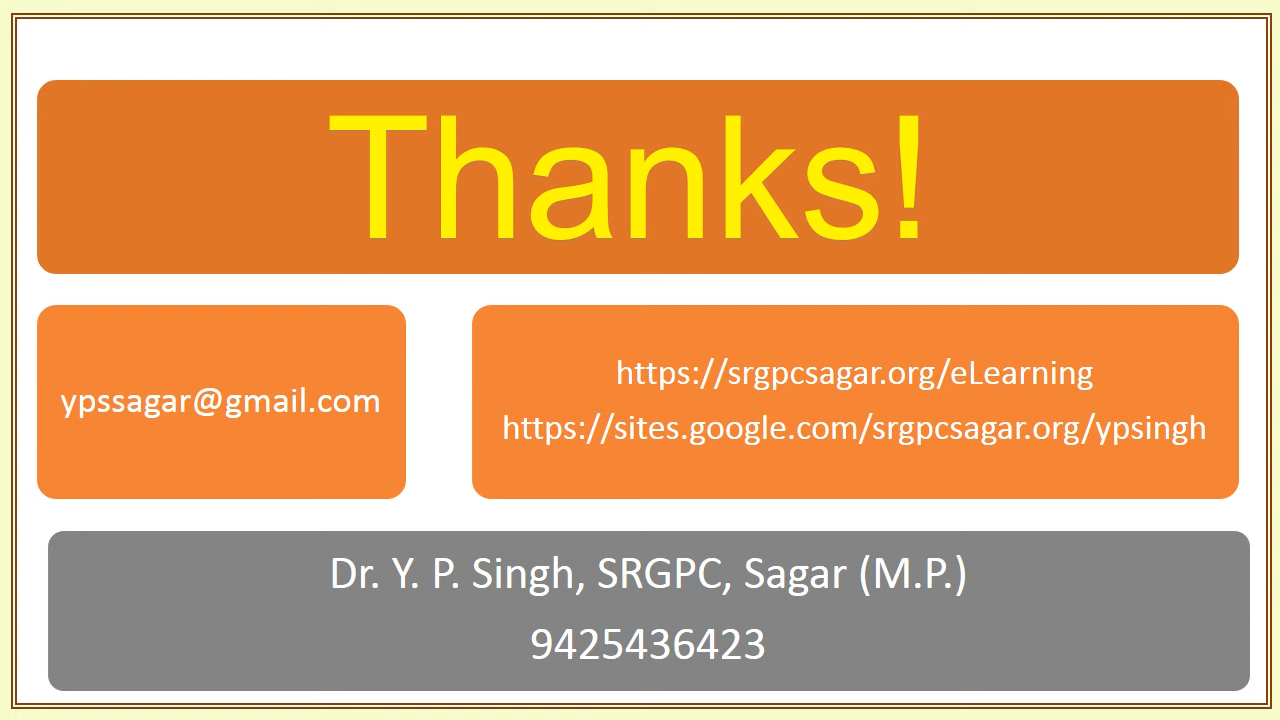 Thanks!
ypssagar@gmail.com
https://srgpcsagar.org/eLearning
https://sites.google.com/srgpcsagar.org/ypsingh
Dr. Y. P. Singh, SRGPC, Sagar (M.P.)
9425436423